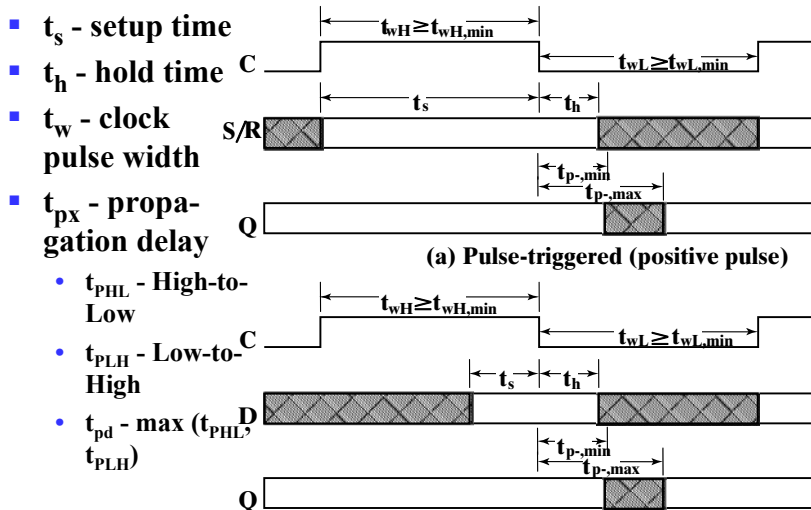 t_s - setup time
t_h - hold time
t_w - clock
pulse width
t_px - propa-
gation delay
t_PHL - High-to-
Low
t_PLH - Low-to-
High
t_pd - max (t_PHL,
t_PLH)
t_wH≥t_wH,min
C
t_wL≥t_wL,min
t_s
t_h
S/R
t_p-,min
t_p-,max
Q
(a) Pulse-triggered (positive pulse)
t_wH≥t_wH,min
C
t_wL≥t_wL,min
t_s
t_h
D
t_p-,min
t_p-,max
Q